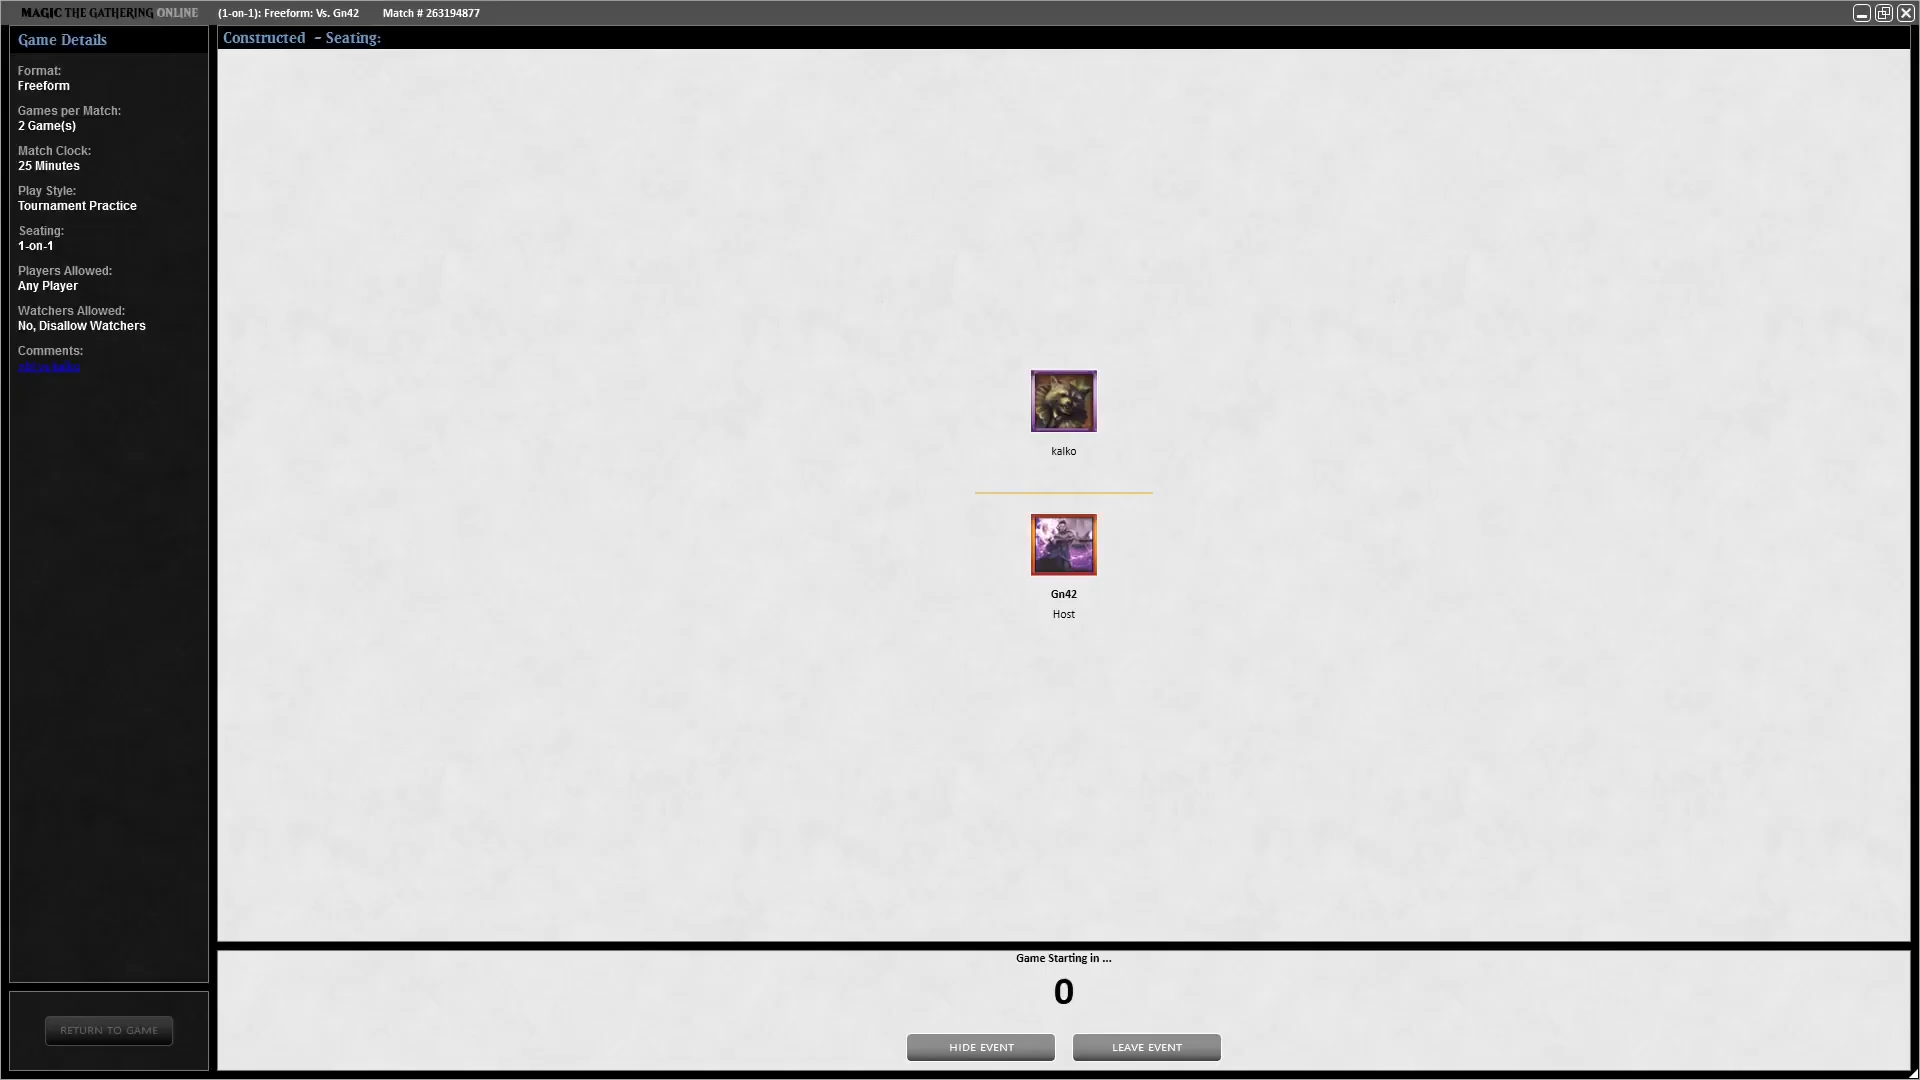 MAGIC THE GATHERING ONLINE
(1-on-1): Freeform: Vs. Gn42 Match # 263194877
Game Details
Format:
Freeform
Games per Match:
2 Game(s)
Match Clock:
25 Minutes
Play Style:
Tournament Practice
Seating:
1-on-1
Players Allowed:
Any Player
Watchers Allowed:
No, Disallow Watchers
Comments:
RETURN TO GAME
Constructed - Seating:
kalko
Gn42
Host
Game Starting in ...
0
HIDE EVENT
LEAVE EVENT